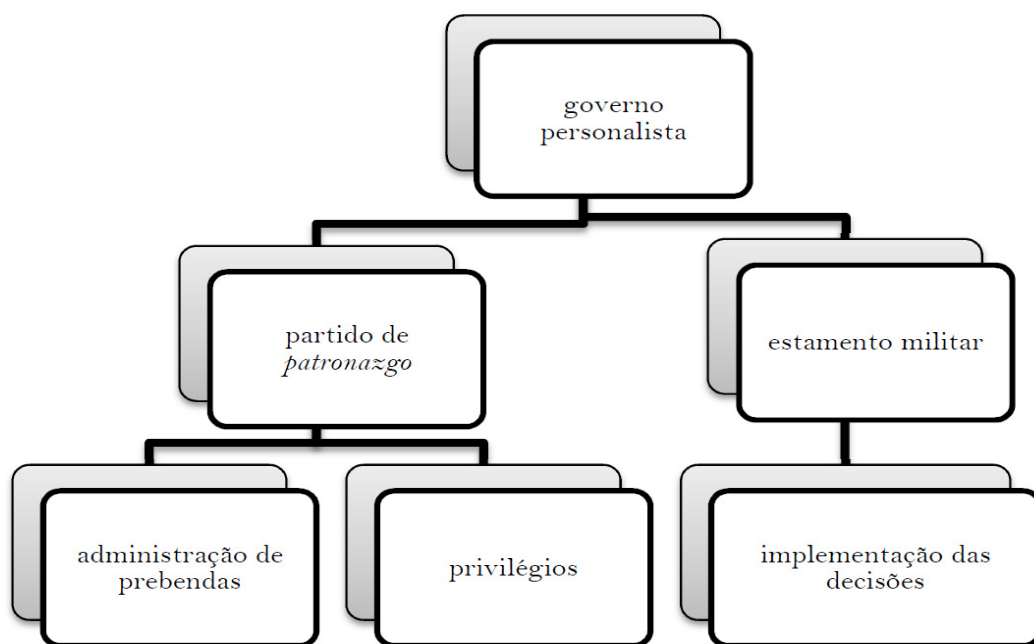 governo
personalista
partido de
patronazgo
estamento militar
administração de
prebendas
privilégios
implementação das
decisões